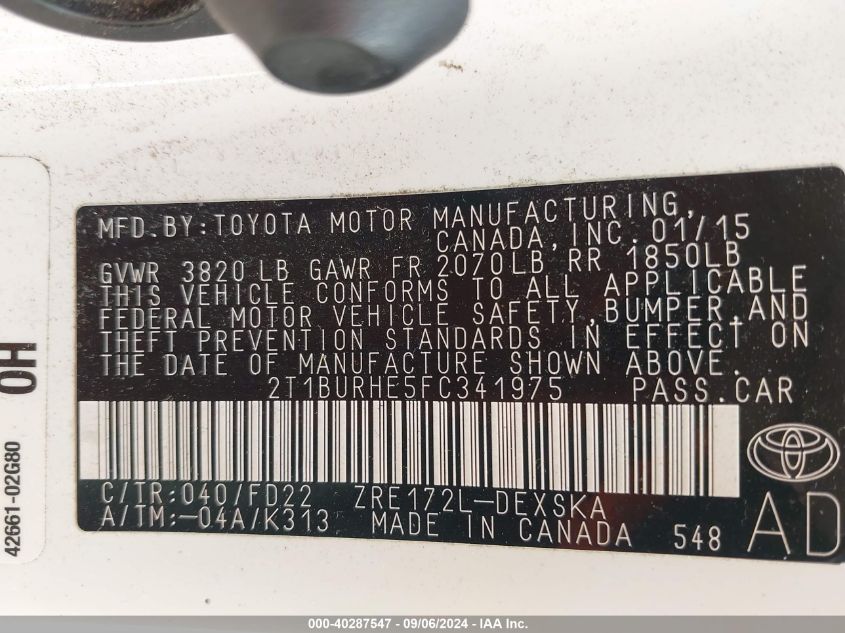 MFD.BY:TOYOTA MOTOR MANUFACTURING,
CANADA,INC. 01/15
GVWR 3820 LB GAWR FR 2070LB RR 1850LB
THIS VEHICLE CONFORMS TO ALL APPLICABLE
FEDERAL MOTOR VEHICLE SAFETY,BUMPER,AND
THEFT PREVENTION STANDARDS IN EFFECT ON
THE DATE OF MANUFACTURE SHOWN ABOVE.
2T1BURHE5FC341975 PASS.CAR
C/TR:040/FD22 ZRE172L-DEXSKA
A/TM:-04A/K313 MADE IN CANADA 548
AD
42661-02G80
OH
000-40287547 - 09/06/2024 - IAA Inc.